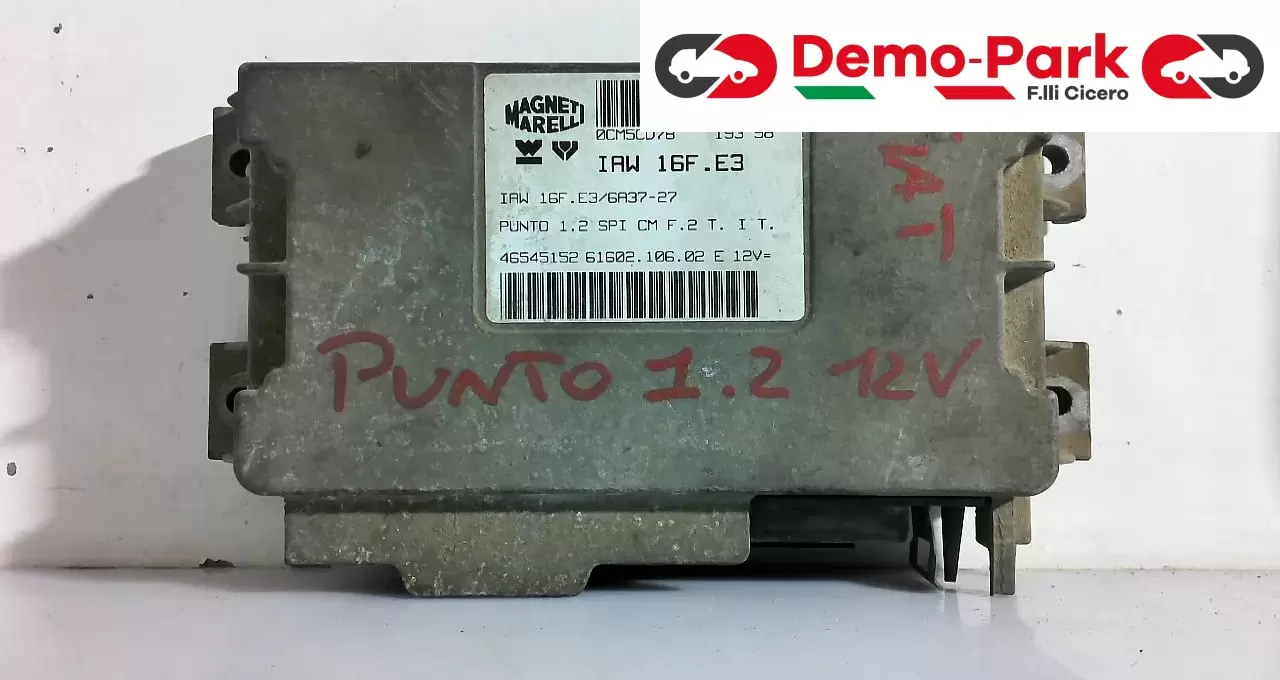 Demo-Park
F.lli Cicero
MAGNETI
MARELLI
0CM5CD78 193 98
IAW 16F.E3
IAW 16F.E3/6A37-27
PUNTO 1.2 SPI CM F.2 T. I T.
46545152 61602.106.02 E 12V=
PUNTO 1.2 12V